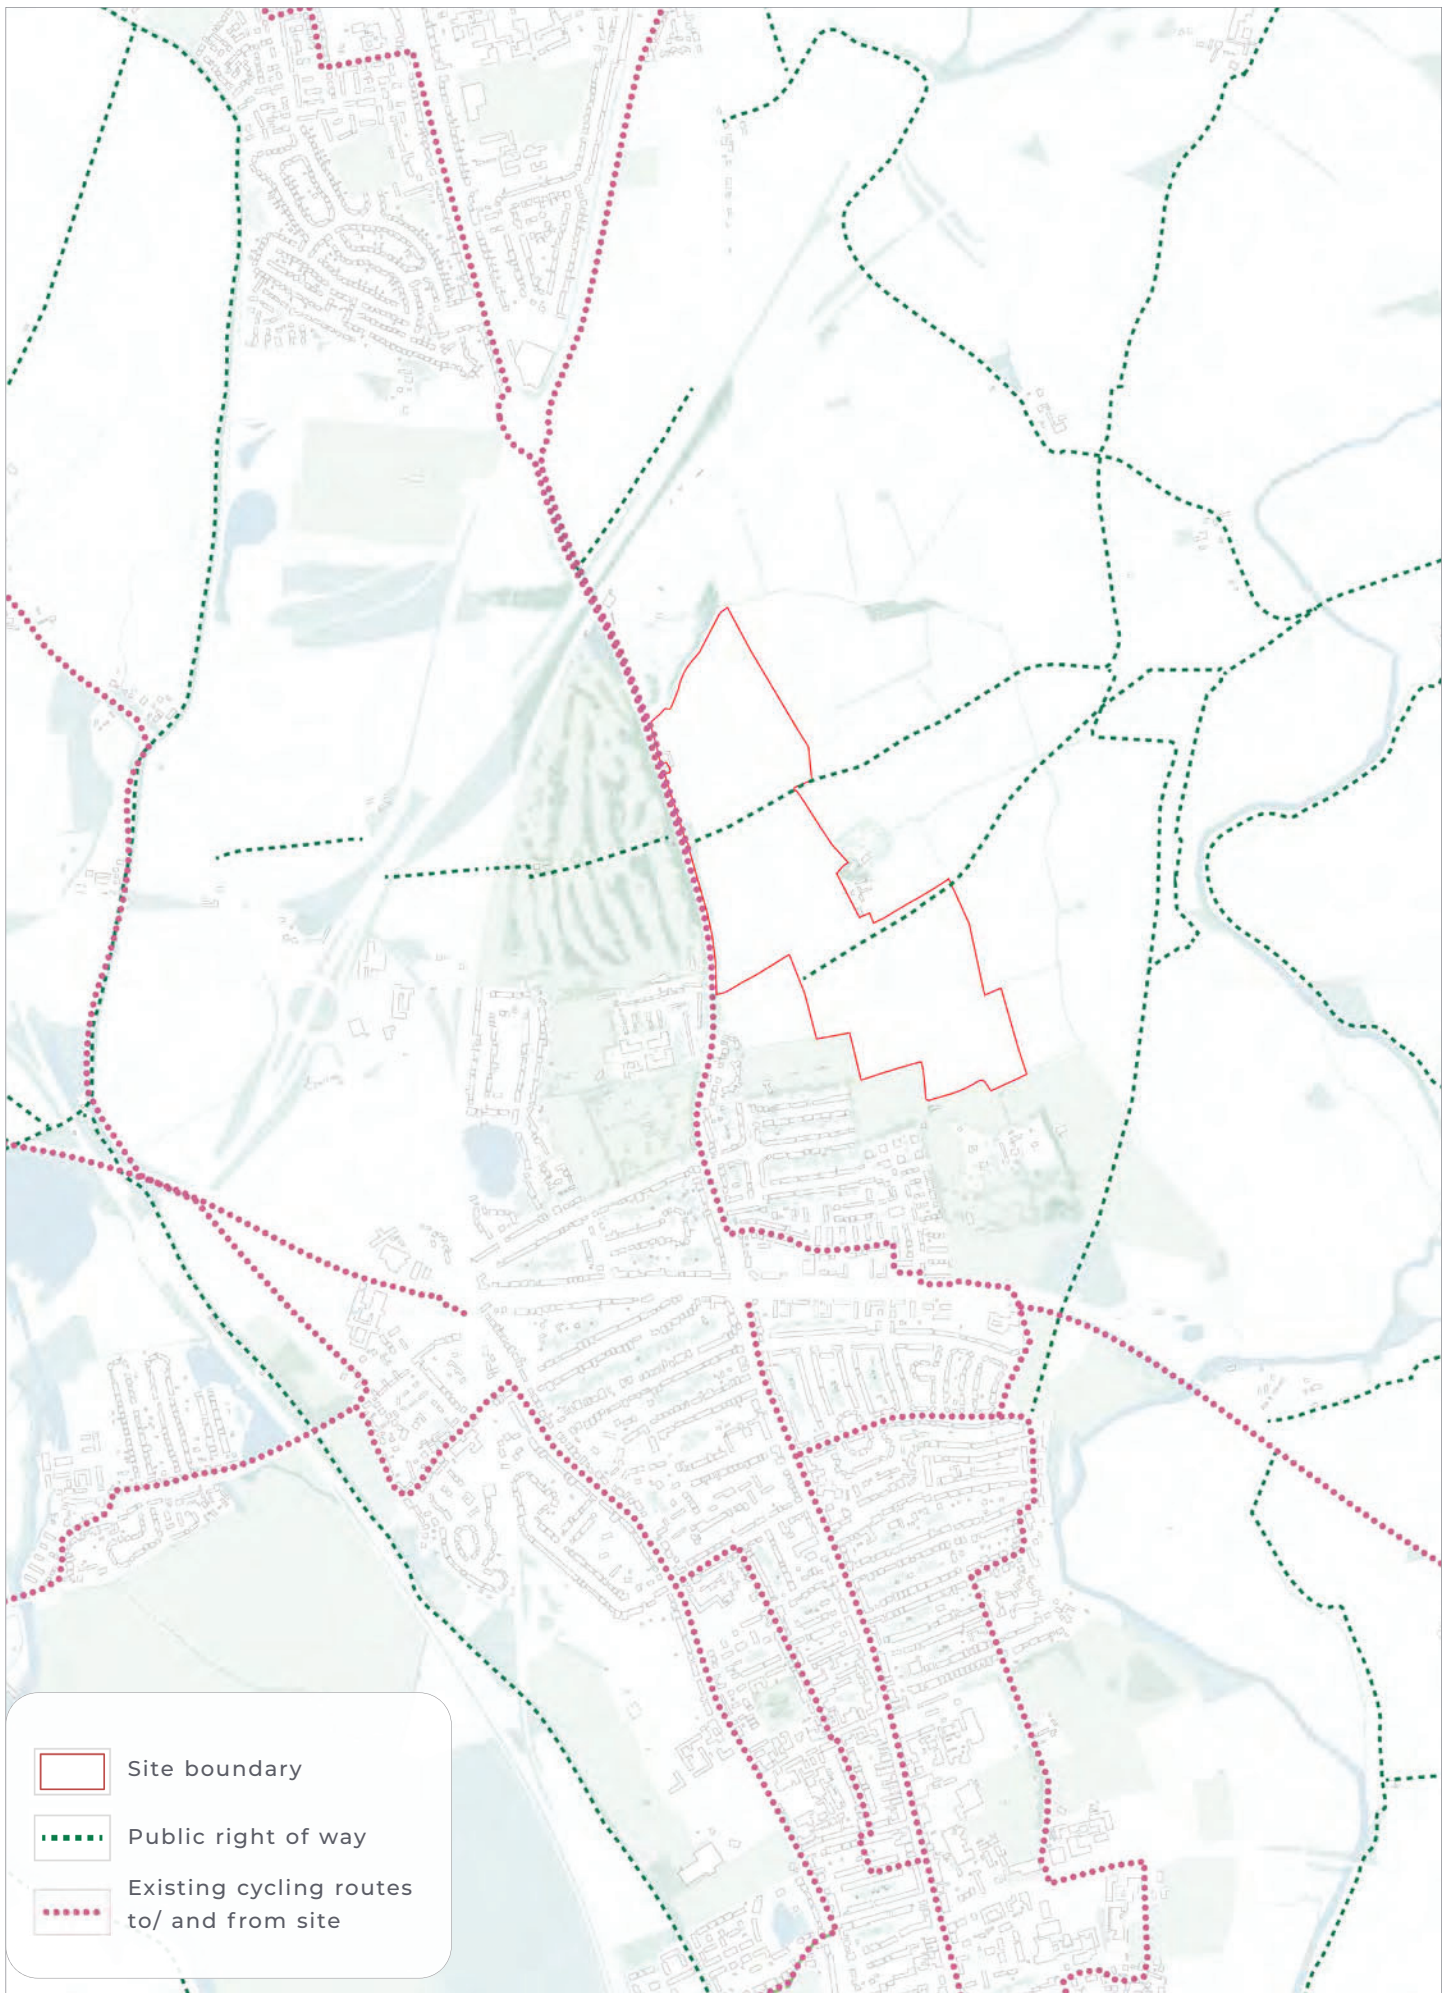 Site boundary
Public right of way
Existing cycling routes
to/ and from site